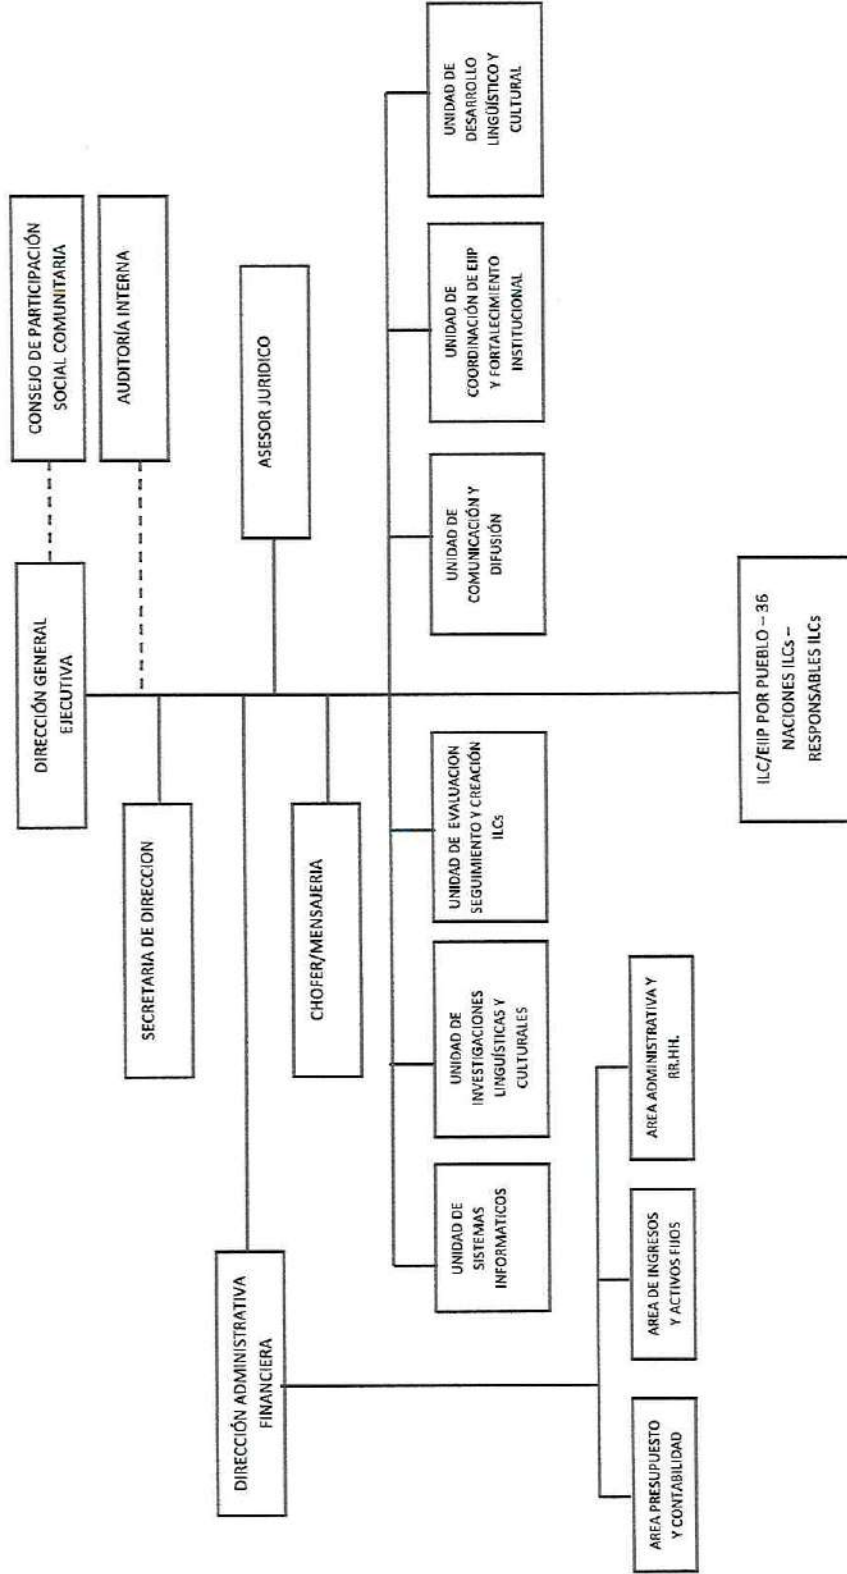 DIRECCIÓN GENERAL
EJECUTIVA
CONSEJO DE PARTICIPACIÓN
SOCIAL COMUNITARIA
AUDITORÍA INTERNA
SECRETARIA DE DIRECCION
DIRECCIÓN ADMINISTRATIVA
FINANCIERA
ASESOR JURIDICO
CHOFER/MENSAJERIA
UNIDAD DE
SISTEMAS
INFORMATICOS
UNIDAD DE
INVESTIGACIONES
LINGUÍSTICAS Y
CULTURALES
UNIDAD DE EVALUACION
SEGUIMIENTO Y CREACIÓN
ILCs
UNIDAD DE
COMUNICACIÓN Y
DIFUSIÓN
UNIDAD DE
COORDINACIÓN DE EIIP
Y FORTALECIMIENTO
INSTITUCIONAL
UNIDAD DE
DESARROLLO
LINGÜÍSTICO Y
CULTURAL
AREA PRESUPUESTO
Y CONTABILIDAD
AREA DE INGRESOS
Y ACTIVOS FIJOS
AREA ADMINISTRATIVA Y
RR.HH.
ILC/EIIP POR PUEBLO – 36
NACIONES ILCs –
RESPONSABLES ILCs